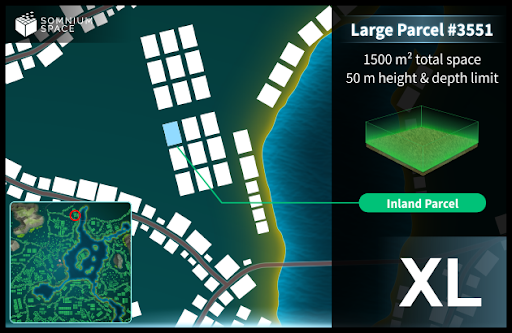 SOMNIUM
SPACE
Large Parcel #3551
1500 m² total space
50 m height & depth limit
Inland Parcel
XL